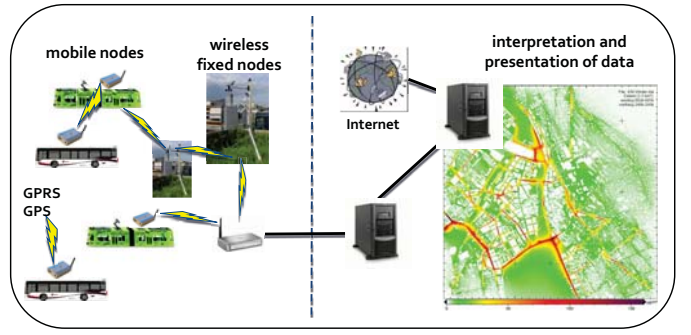 mobile nodes
wireless
fixed nodes
interpretation and
presentation of data
Internet
GPRS
GPS